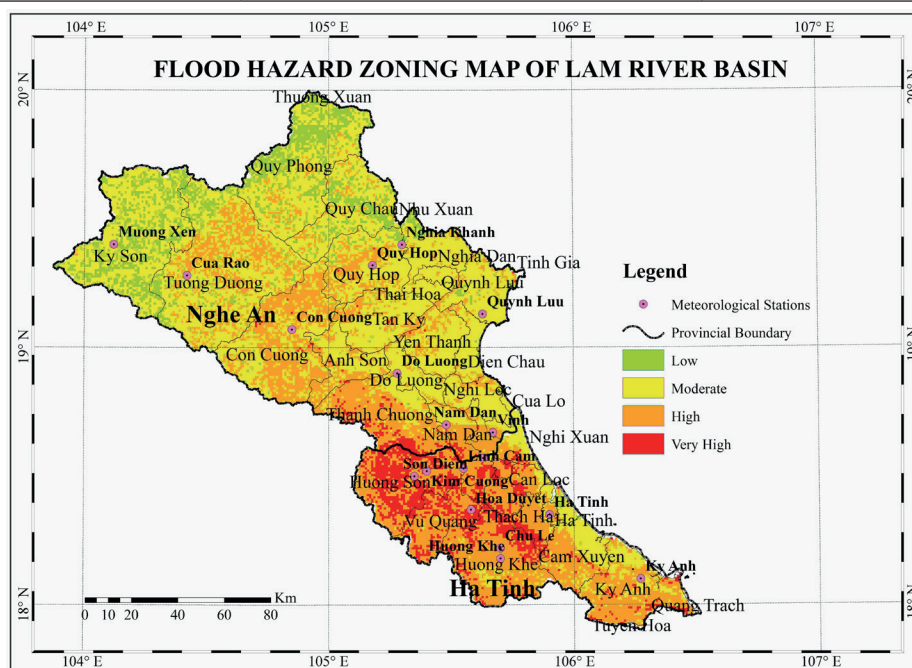 104° E 105° E 106° E 107° E
FLOOD HAZARD ZONING MAP OF LAM RIVER BASIN
20° N
20° N
Thuong Xuan
Quy Phong
Quy Chau Nhu Xuan
Muong Xen
Nghia Khanh
Ky Son
Quy Hop
Nghia Dan
Tinh Gia
Cua Rao
Quy Hop
Tuong Duong
Quynh Luu
Thai Hoa
Quynh Luu
Nghe An
Con Cuong
Tan Ky
19° N
19° N
Yen Thanh
Con Cuong
Anh Son
Do Luong
Dien Chau
Do Luong
Nghi Loc
Cua Lo
Thanh Chuong
Nam Dan
Vinh
Nam Dan
Nghi Xuan
Linh Cam
Son Diem
Huong Son
Kim Cuong
Can Loc
Hoa Duyet
Ha Tinh
Vu Quang
Thach Ha
Ha Tinh
Chu Le
Huong Khe
Cam Xuyen
Huong Khe
Ky Anh
Ha Tinh
Ky Anh
Quang Trach
Tuyen Hoa
18° N
18° N
Legend
Meteorological Stations
Provincial Boundary
Low
Moderate
High
Very High
Km
0 10 20 40 60 80
104° E 105° E 106° E 107° E